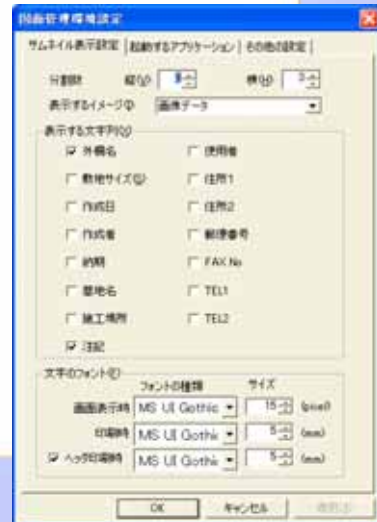 図面管理環境設定
サムネイル表示設定 起動するアプリケーション その他の設定
分割数 縦(V) 横(H)
表示するイメージ(I) 画像データ
表示する文字列(X)
外構名 使用者
敷地サイズ 住所1
作成日 住所2
作成者 郵便番号
納期 FAX No
墓地名 TEL1
施工場所 TEL2
注記
文字のフォント(F)
フォントの種類 サイズ
画面表示時 MS UI Gothic 15 (pixel)
印刷時 MS UI Gothic 5 (mm)
ヘッダ印刷時 MS UI Gothic 5 (mm)
OK キャンセル